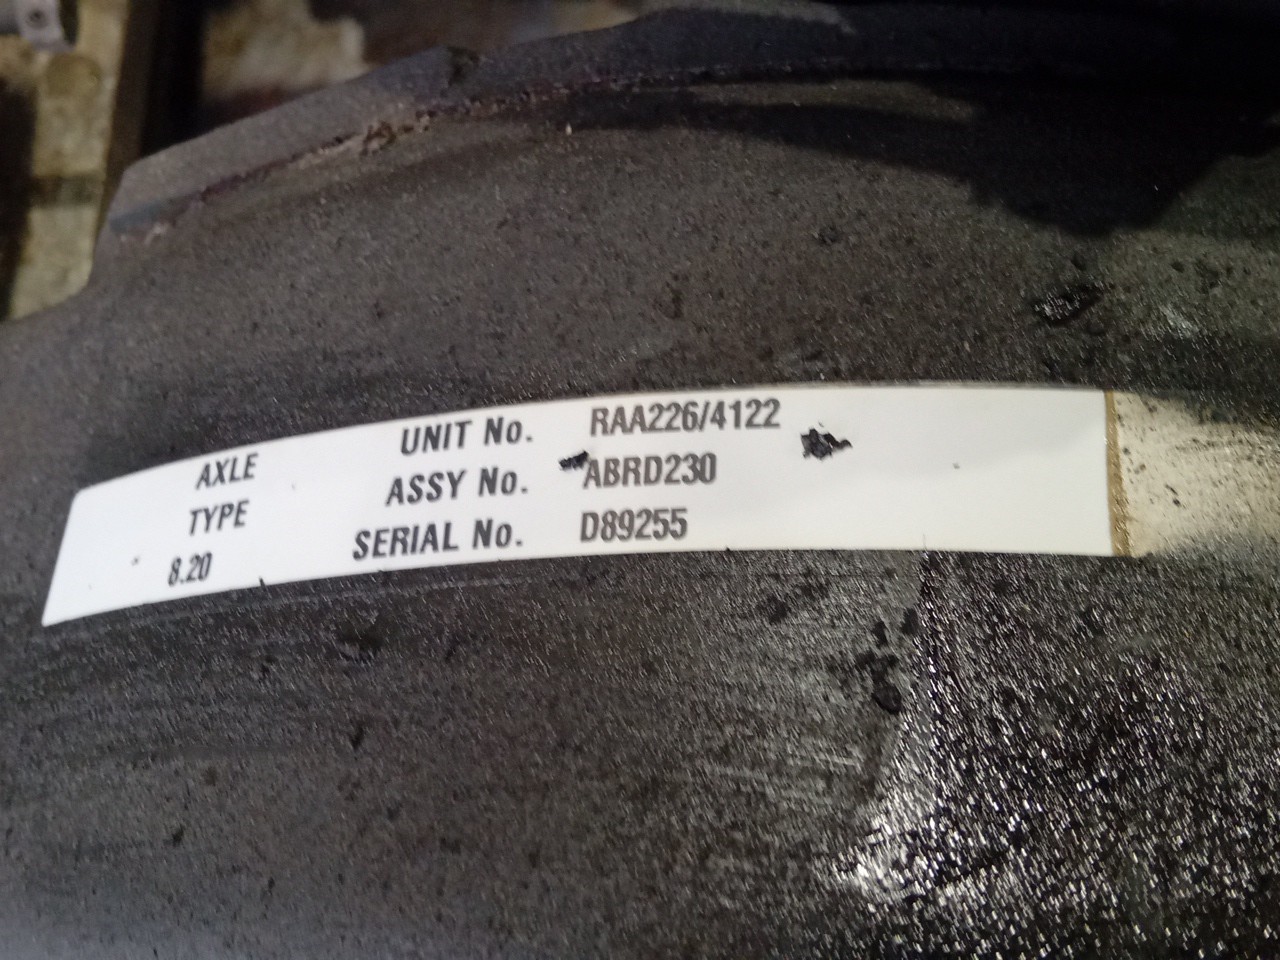 AXLE TYPE 8.20
UNIT No. RAA226/4122
ASSY No. ABRD230
SERIAL No. D89255